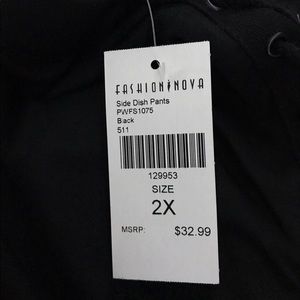 FASHION NOVA
Side Dish Pants
PWFS1075
Black
511
129953
SIZE
2X
MSRP: $32.99